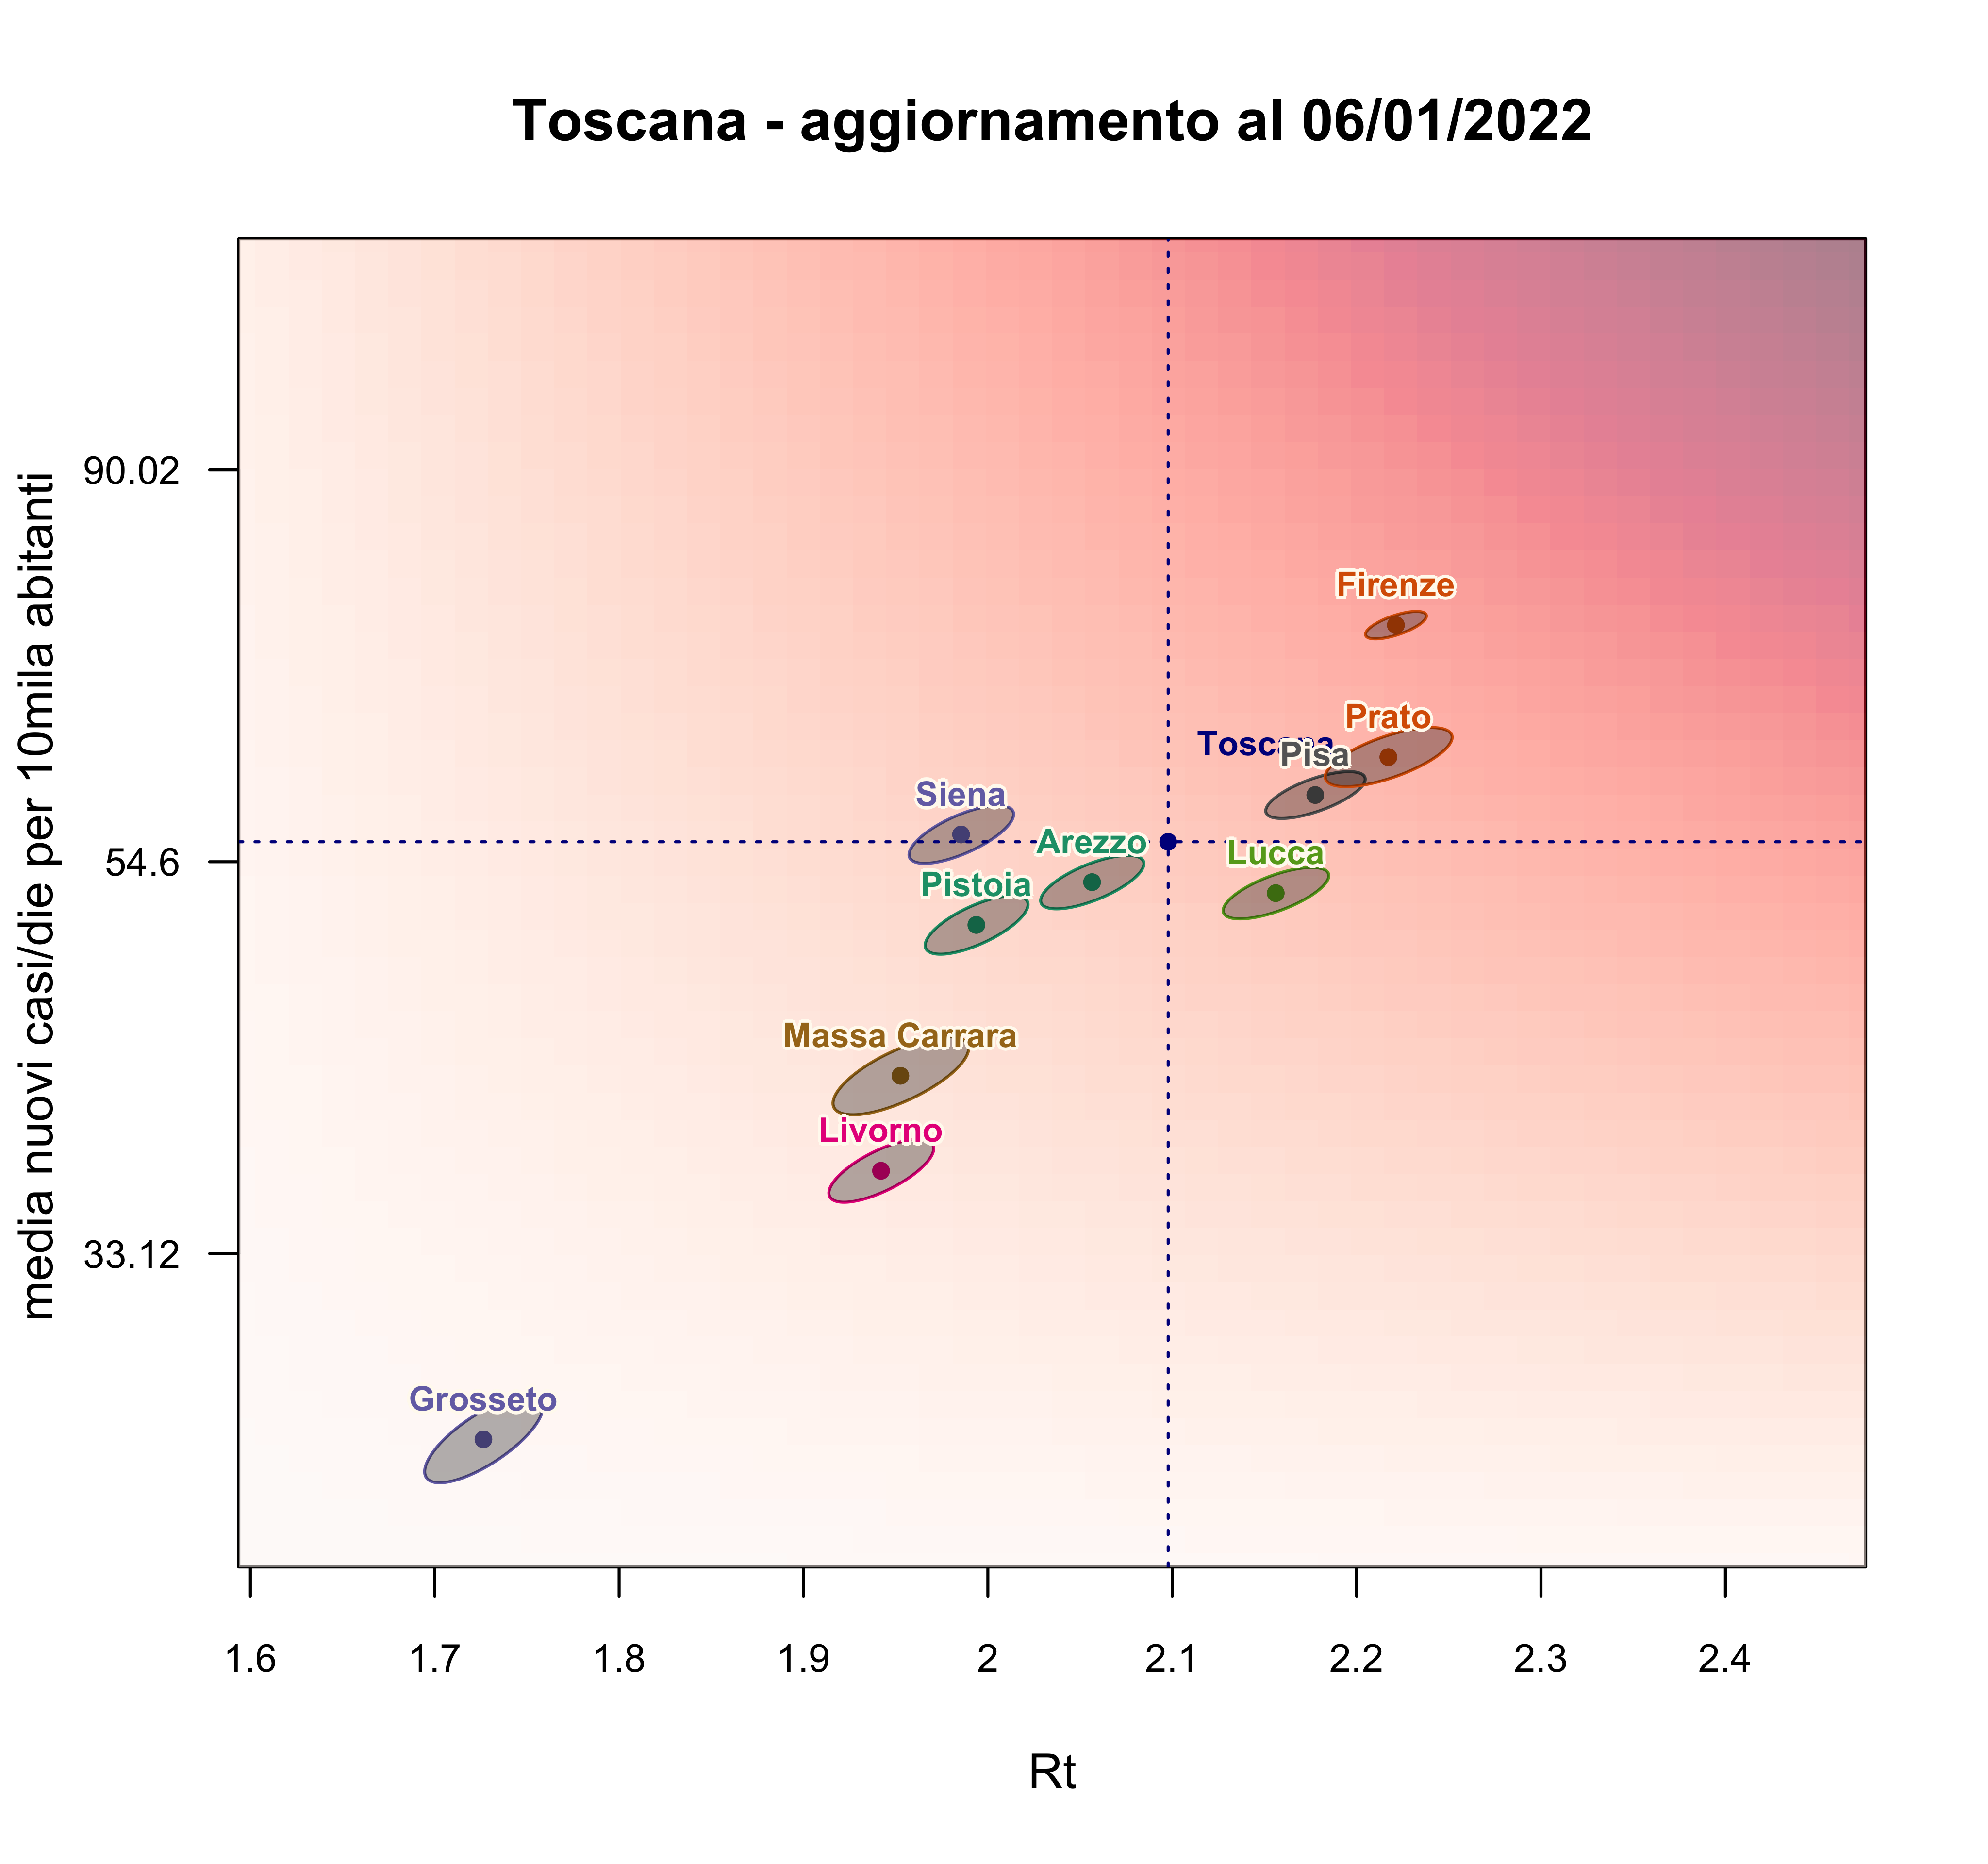 Toscana - aggiornamento al 06/01/2022
media nuovi casi/die per 10mila abitanti
90.02
54.6
33.12
Firenze
Prato
Toscana
Pisa
Siena
Arezzo
Lucca
Pistoia
Massa Carrara
Livorno
Grosseto
1.6 1.7 1.8 1.9 2 2.1 2.2 2.3 2.4
Rt